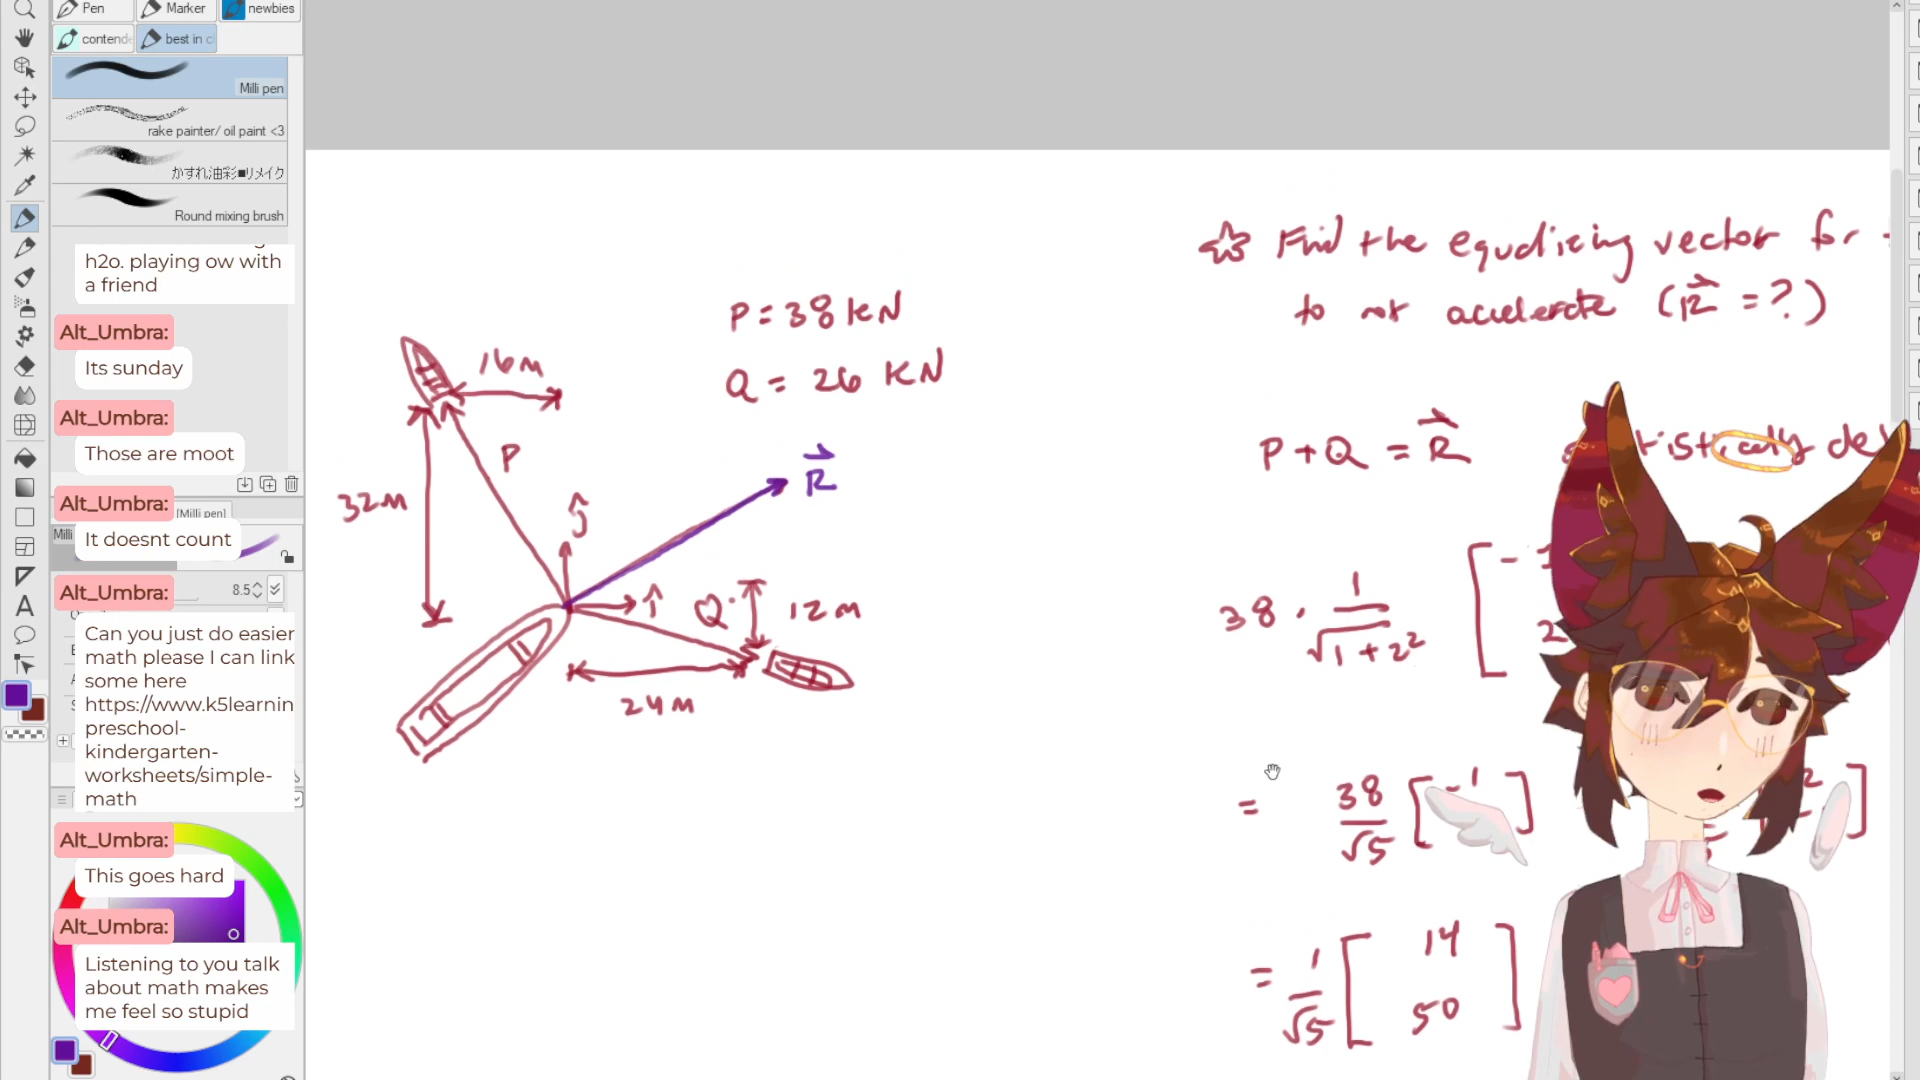 Pen
Marker
newbies
contend
best in c
Milli pen
rake painter/ oil paint <3
かすれ油彩■リメイク
Round mixing brush
h2o. playing ow with
a friend
Alt_Umbra:
Its sunday
Alt_Umbra:
Those are moot
Alt_Umbra:
[Milli pen]
It doesnt count
Milli
Alt_Umbra:
8.5
Can you just do easier
math please I can link
some here
https://www.k5learnin
preschool-
kindergarten-
worksheets/simple-
math
Alt_Umbra:
This goes hard
Alt_Umbra:
Listening to you talk
about math makes
me feel so stupid
P = 38 KN
Q = 26 KN
16m
P
32m
R
ĵ
î
Q
12m
24m
Find the equalizing vector for
to not accelerate (R = ?)
P + Q = R
38 · 1/√1+2²
= 38/√5 [-1
= 1/√5 [14
50]